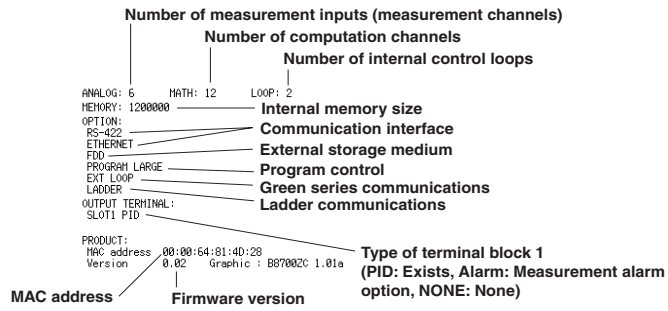 Number of measurement inputs (measurement channels)
Number of computation channels
Number of internal control loops
ANALOG: 6 MATH: 12 LOOP: 2
MEMORY: 1200000 Internal memory size
OPTION:
RS-422 Communication interface
ETHERNET
FDD External storage medium
PROGRAM LARGE Program control
EXT LOOP Green series communications
LADDER Ladder communications
OUTPUT TERMINAL:
SLOT1 PID
PRODUCT:
MAC address 00:00:64:81:4D:28
Version 0.02 Graphic : B8700ZC 1.01a
Type of terminal block 1
(PID: Exists, Alarm: Measurement alarm
option, NONE: None)
MAC address Firmware version